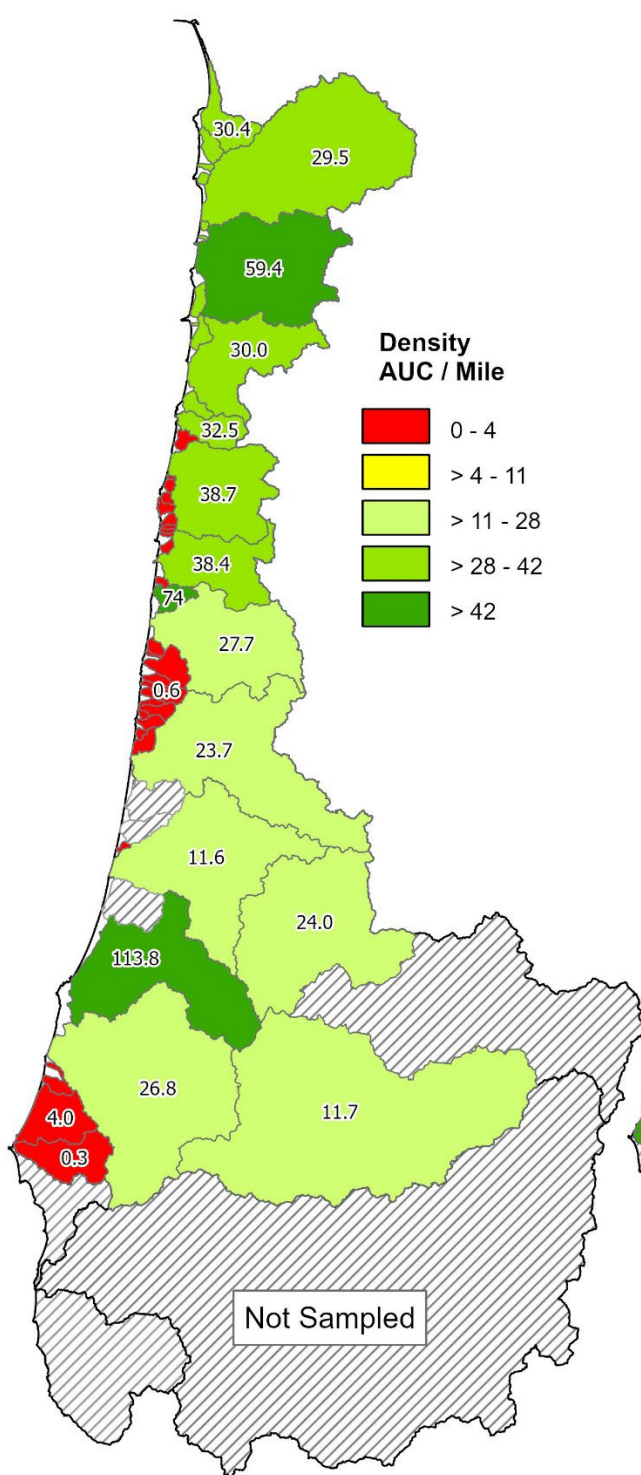 30.4
29.5
59.4
30.0
Density
AUC / Mile
0 - 4
> 4 - 11
> 11 - 28
> 28 - 42
> 42
32.5
38.7
38.4
74
27.7
0.6
23.7
11.6
24.0
113.8
26.8
11.7
4.0
0.3
Not Sampled